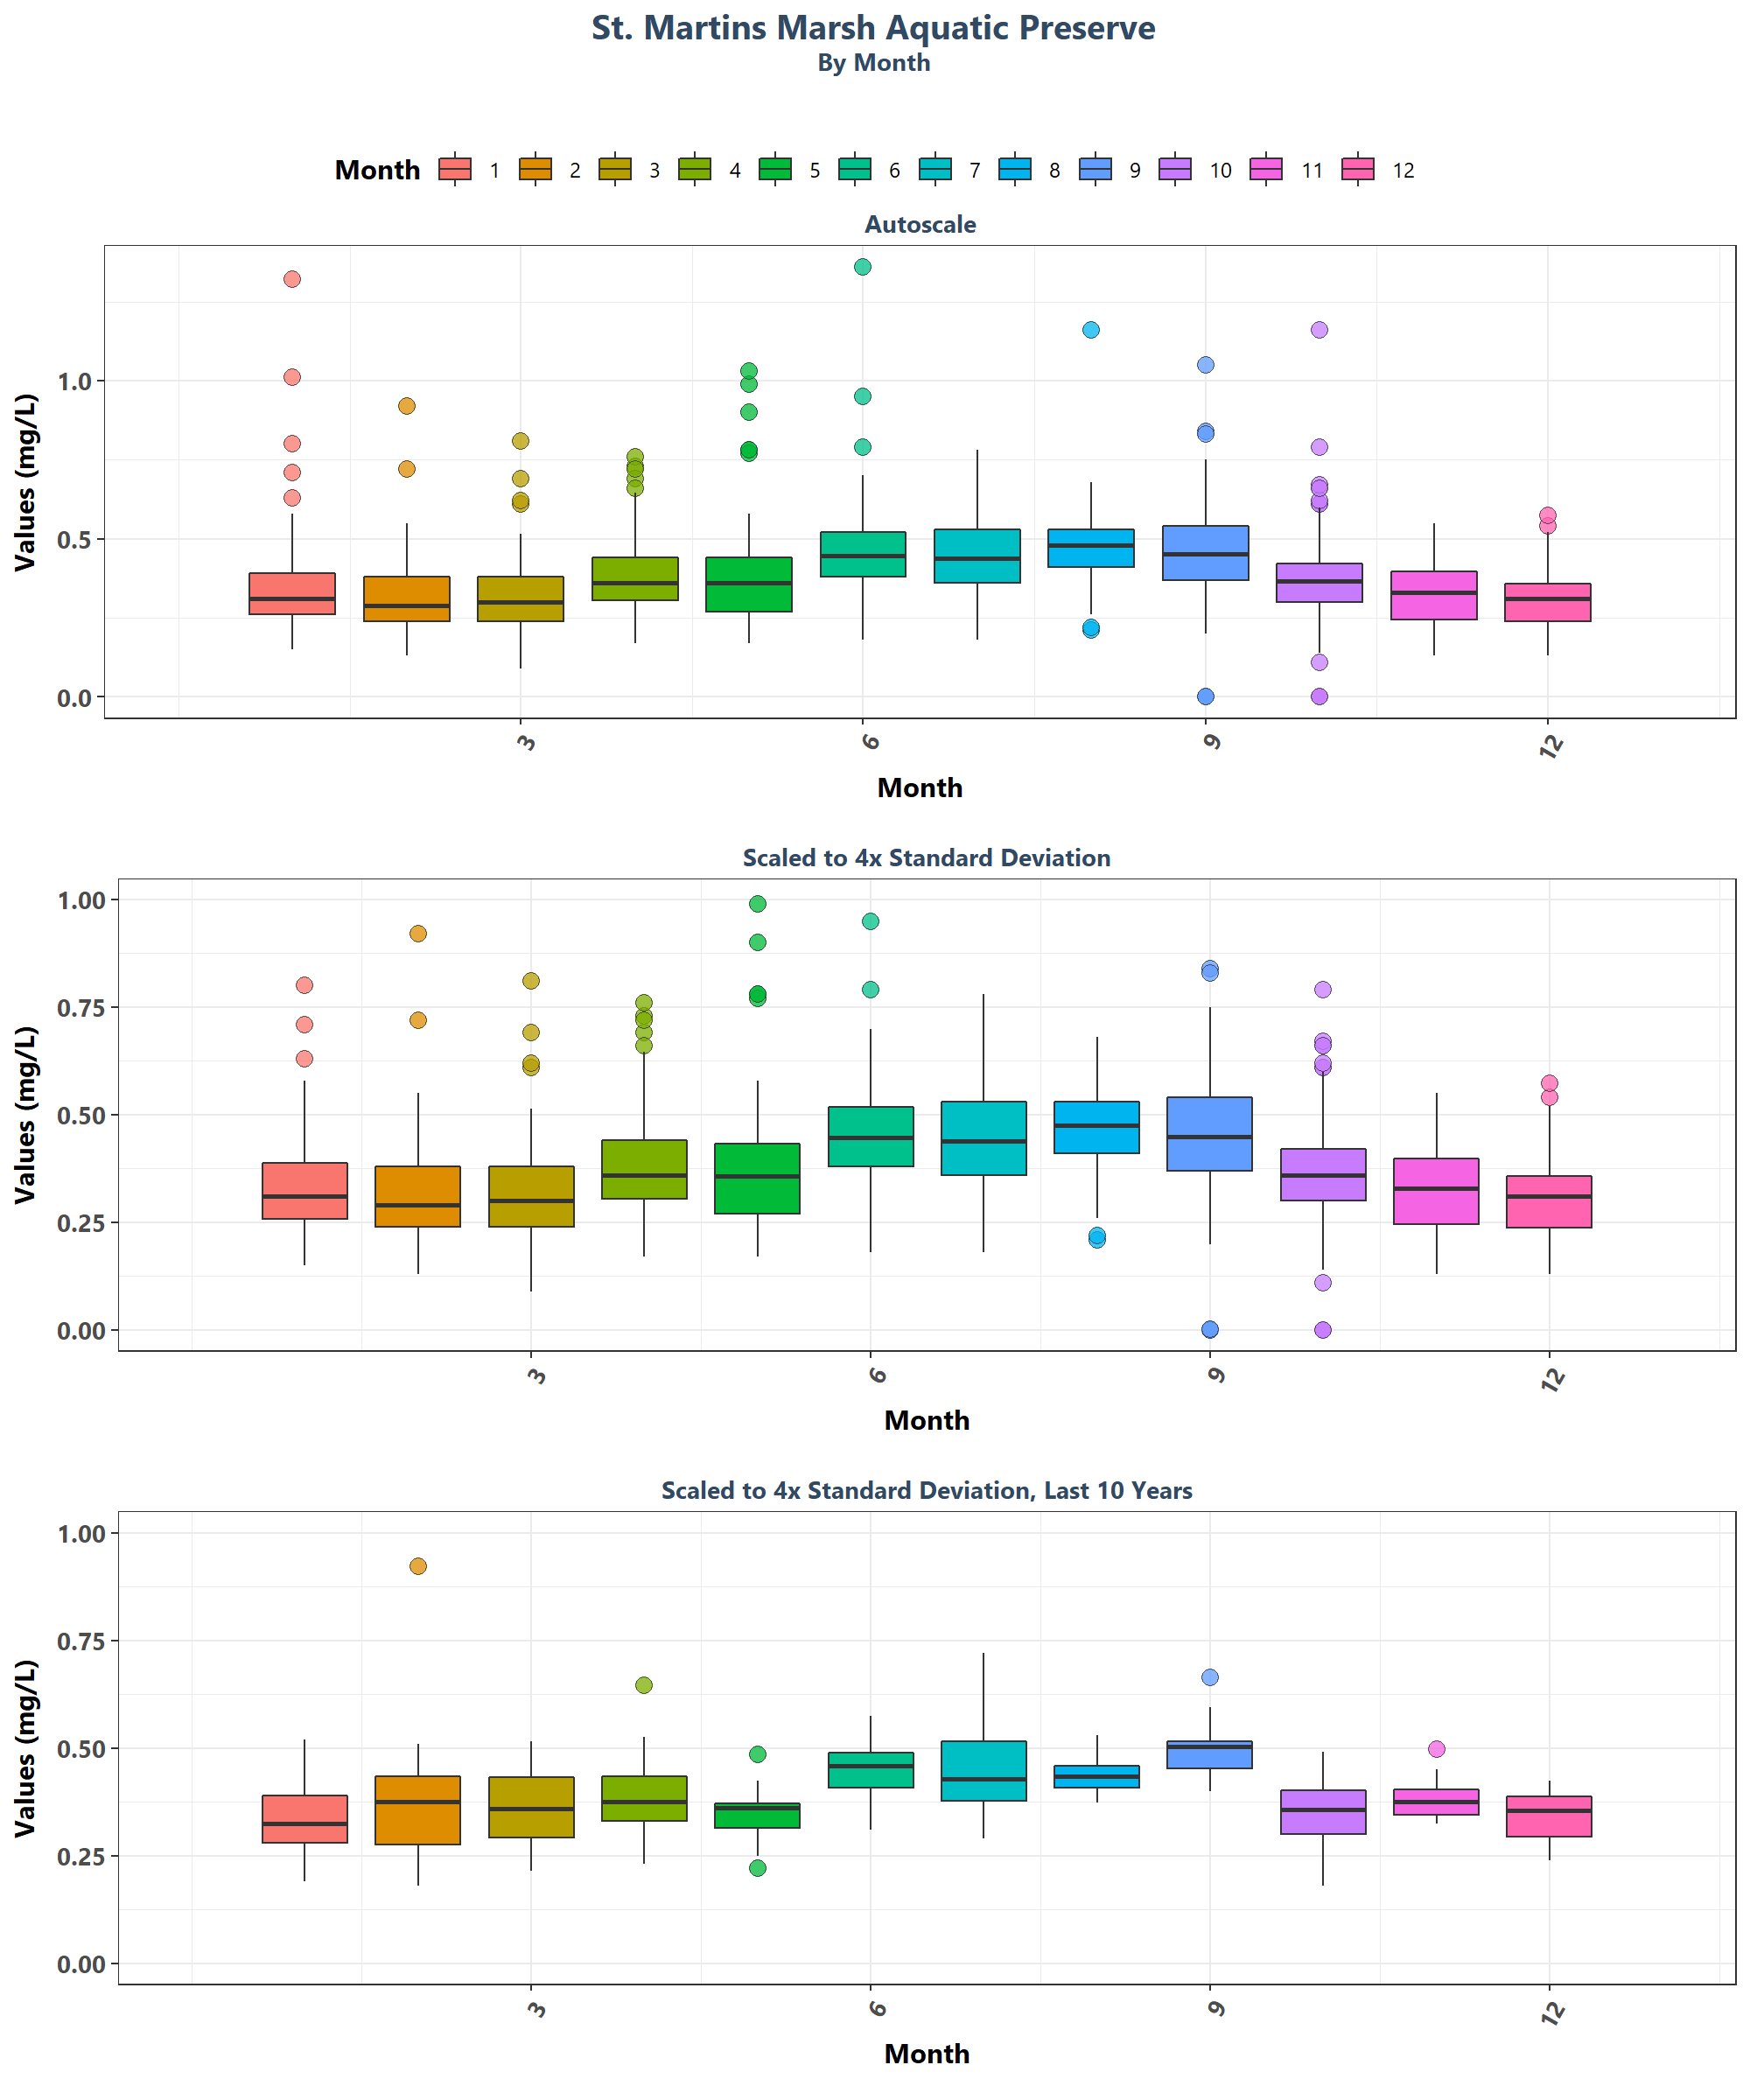 St. Martins Marsh Aquatic Preserve
By Month
Month 1 2 3 4 5 6 7 8 9 10 11 12
Autoscale
Values (mg/L)
1.0
0.5
0.0
3 6 9 12
Month
Scaled to 4x Standard Deviation
Values (mg/L)
1.00
0.75
0.50
0.25
0.00
3 6 9 12
Month
Scaled to 4x Standard Deviation, Last 10 Years
Values (mg/L)
1.00
0.75
0.50
0.25
0.00
3 6 9 12
Month